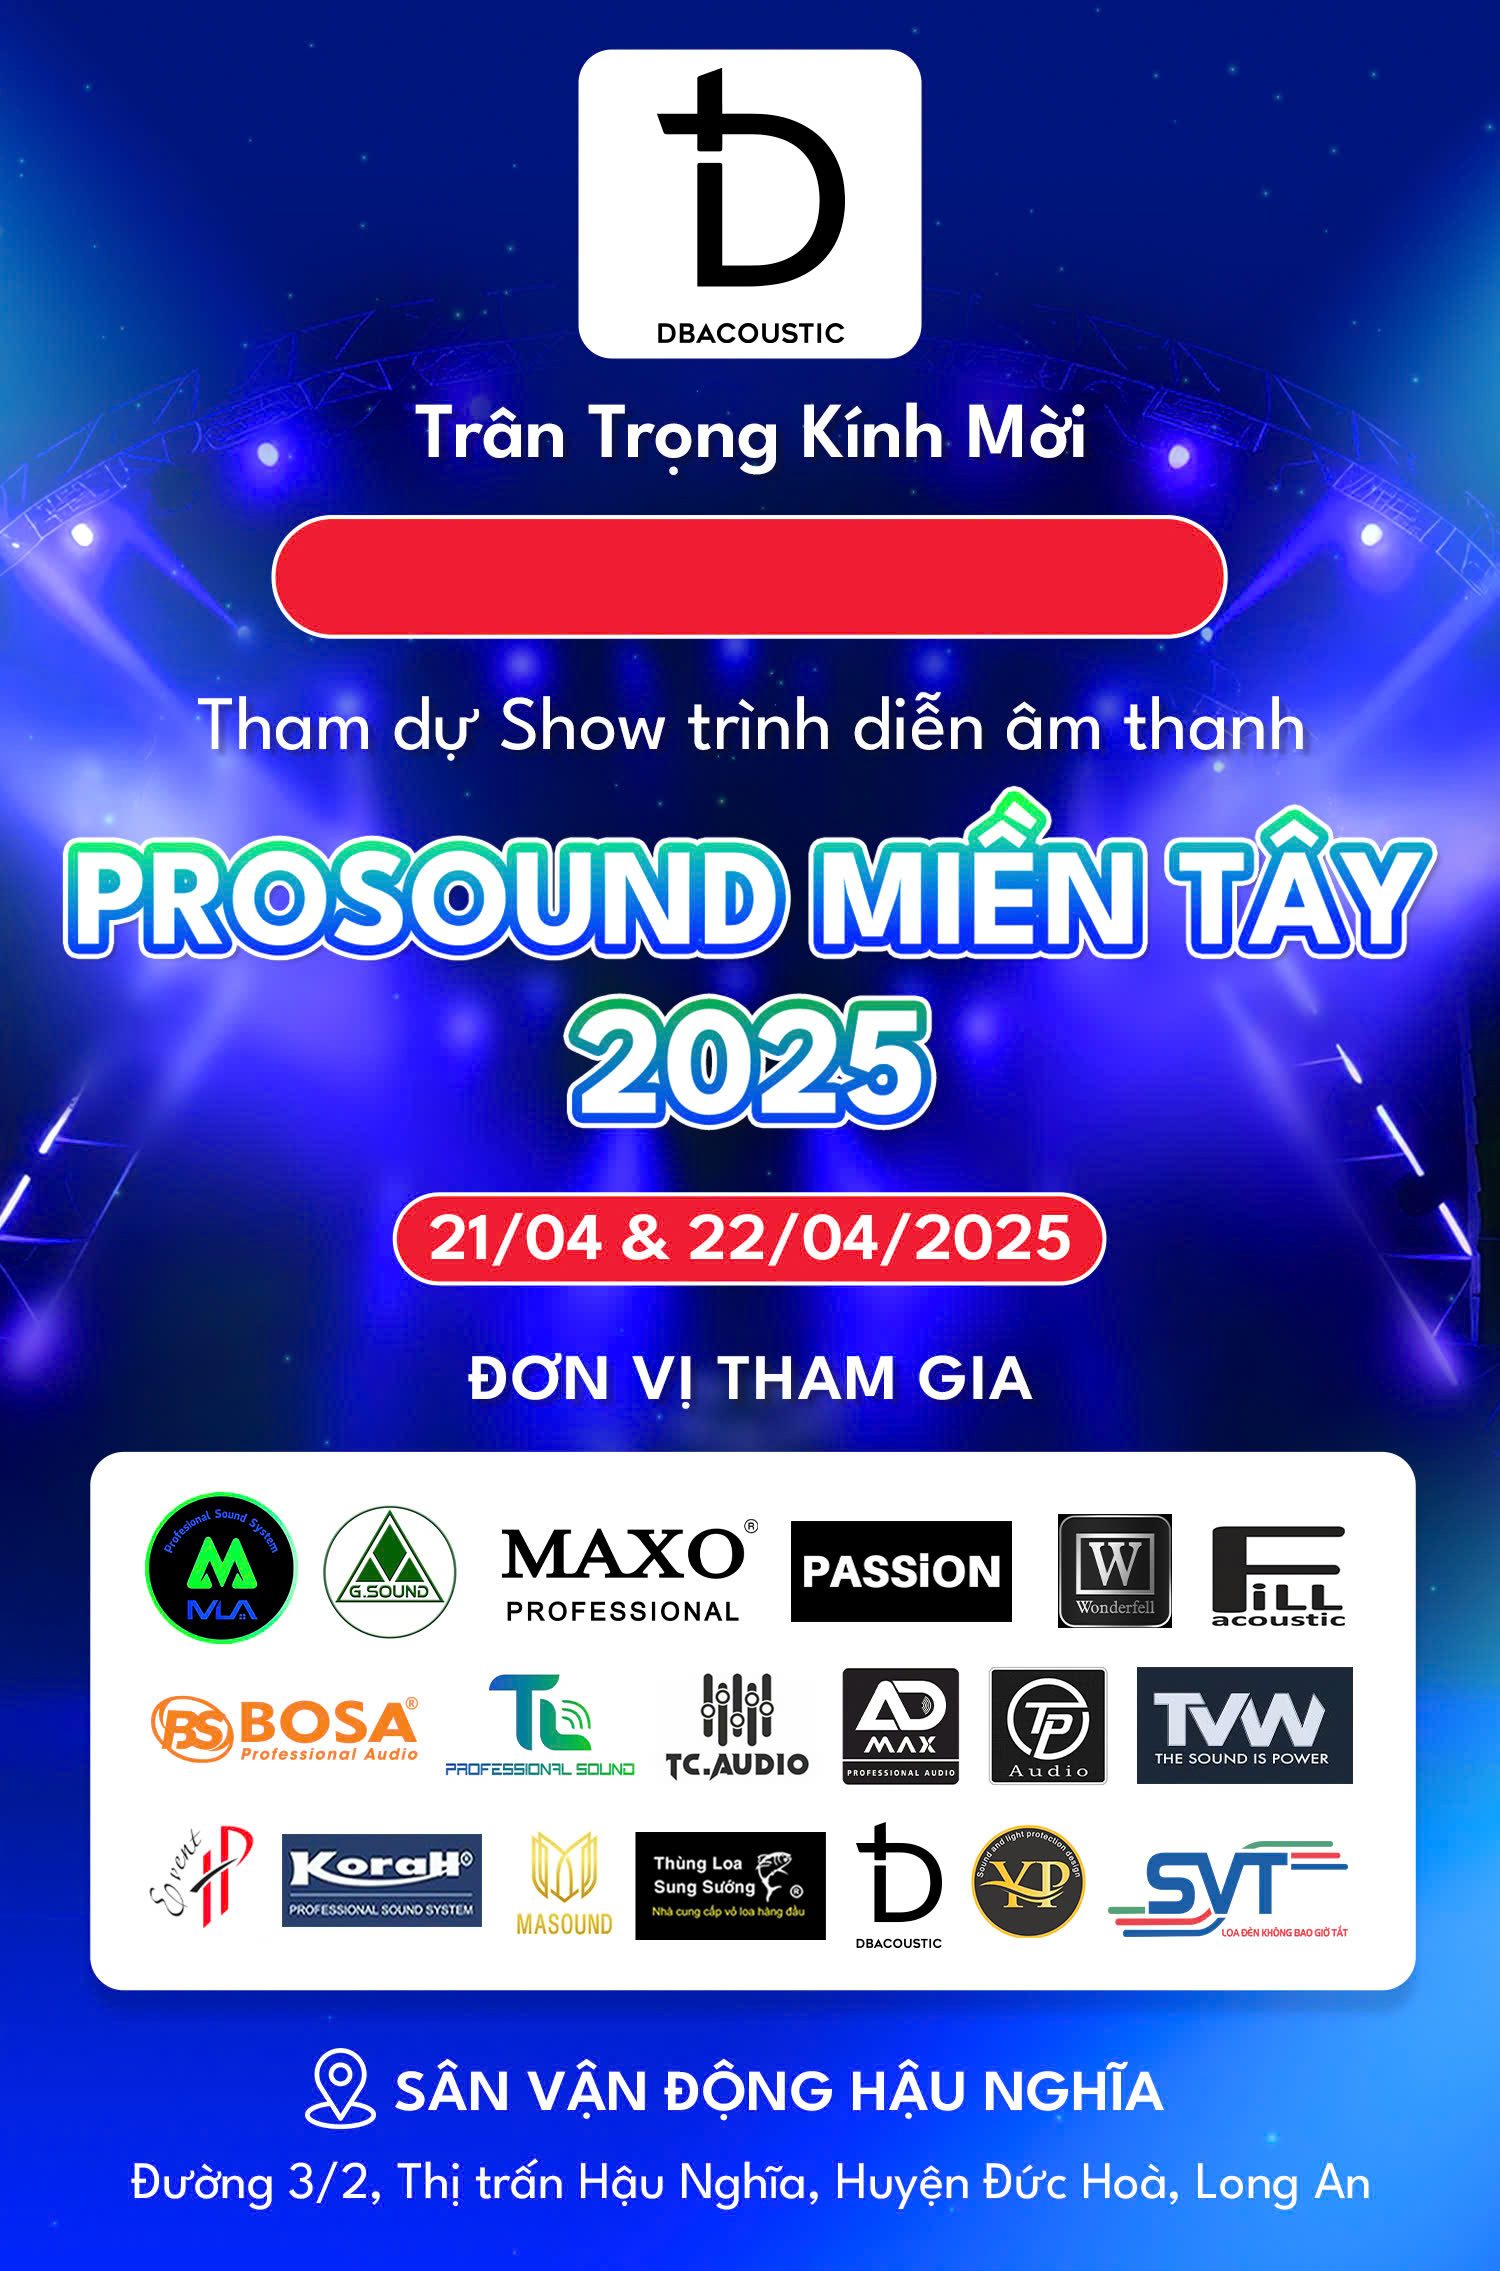 DBACOUSTIC
Trân Trọng Kính Mời
Tham dự Show trình diễn âm thanh
PROSOUND MIỀN TÂY
2025
21/04 & 22/04/2025
ĐƠN VỊ THAM GIA
Profesional Sound System
M
MLA
G.SOUND
MAXO®
PROFESSIONAL
PASSiON
W
Wonderfell
FiLL
acoustic
BS BOSA®
Professional Audio
TL
PROFESSIONAL SOUND
TC.AUDIO
AD
MAX
PROFESSIONAL AUDIO
TP
Audio
TVW
THE SOUND IS POWER
Event HP
KoraH®
PROFESSIONAL SOUND SYSTEM
MASOUND
Thùng Loa
Sung Sướng ®
Nhà cung cấp vỏ loa hàng đầu
DBACOUSTIC
Sound and light protection design
YP
SVT
LOA ĐÈN KHÔNG BAO GIỜ TẮT
SÂN VẬN ĐỘNG HẬU NGHĨA
Đường 3/2, Thị trấn Hậu Nghĩa, Huyện Đức Hoà, Long An